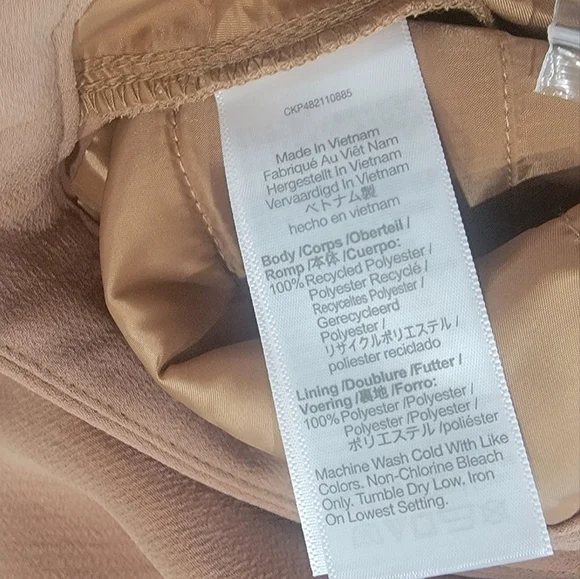 CKP482110885
Made In Vietnam
Fabriqué Au Viêt Nam
Hergestellt In Vietnam
Vervaardigd In Vietnam
ベトナム製
hecho en vietnam
Body /Corps /Oberteil /
Romp /本体 /Cuerpo:
100% Recycled Polyester /
Polyester Recyclé /
Recyceltes Polyester /
Gerecycleerd
Polyester /
リサイクルポリエステル /
poliester reciclado
Lining /Doublure /Futter /
Voering /裏地 /Forro:
100% Polyester /Polyester /
Polyester /Polyester /
ポリエステル /poliéster
Machine Wash Cold With Like
Colors. Non-Chlorine Bleach
Only. Tumble Dry Low. Iron
On Lowest Setting.